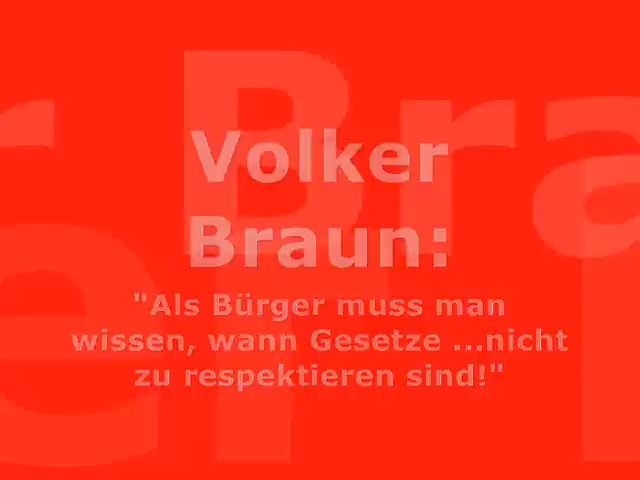 Volker
Braun:
"Als Bürger muss man
wissen, wann Gesetze ...nicht
zu respektieren sind!"